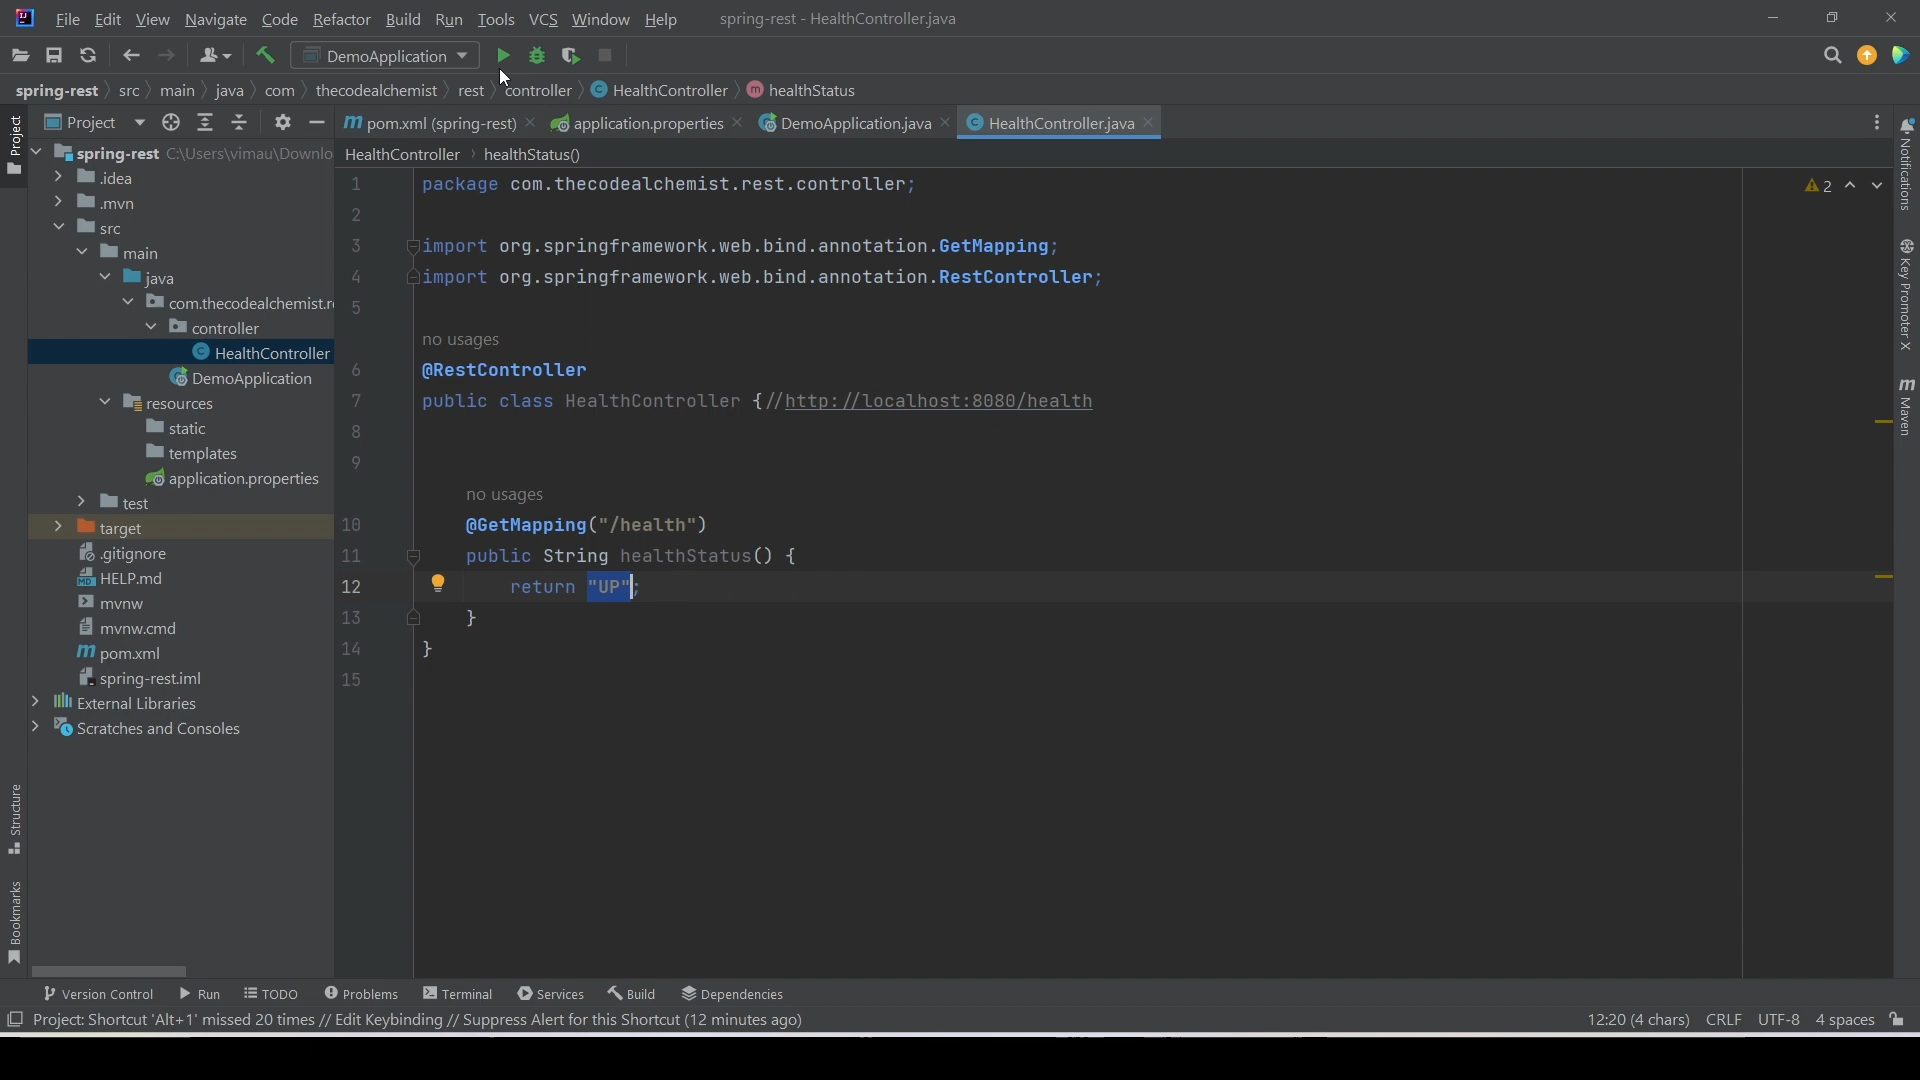 File Edit View Navigate Code Refactor Build Run Tools VCS Window Help spring-rest - HealthController.java
DemoApplication
spring-rest src main java com thecodealchemist rest controller HealthController healthStatus
Project
pom.xml (spring-rest) application.properties DemoApplication.java HealthController.java
HealthController healthStatus()
spring-rest C:\Users\vimau\Downlo
.idea
.mvn
src
main
java
com.thecodealchemist.r
controller
HealthController
DemoApplication
resources
static
templates
application.properties
test
target
.gitignore
HELP.md
mvnw
mvnw.cmd
pom.xml
spring-rest.iml
External Libraries
Scratches and Consoles
1 package com.thecodealchemist.rest.controller;
2
3 import org.springframework.web.bind.annotation.GetMapping;
4 import org.springframework.web.bind.annotation.RestController;
5
no usages
6 @RestController
7 public class HealthController {//http://localhost:8080/health
8
9
no usages
10 @GetMapping("/health")
11 public String healthStatus() {
12 return "UP";
13 }
14 }
15
2
Project
Structure
Bookmarks
Notifications
Key Promoter X
Maven
Version Control Run TODO Problems Terminal Services Build Dependencies
Project: Shortcut 'Alt+1' missed 20 times // Edit Keybinding // Suppress Alert for this Shortcut (12 minutes ago) 12:20 (4 chars) CRLF UTF-8 4 spaces